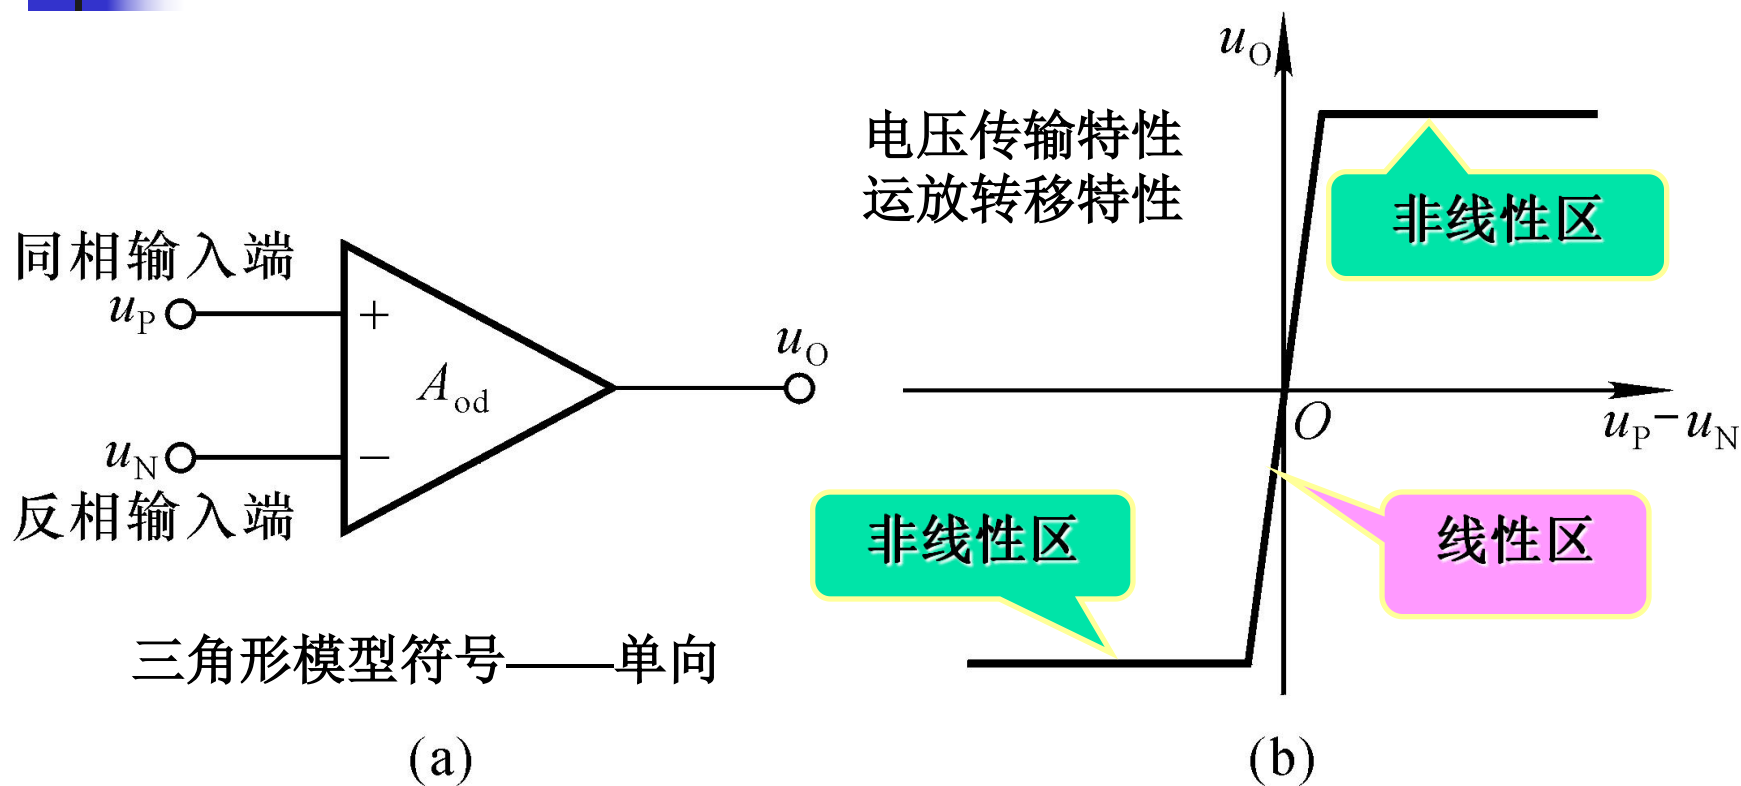 同相输入端
uP
+
Aod
uO
uN
−
反相输入端
三角形模型符号——单向
(a)
uO
电压传输特性
运放转移特性
非线性区
O
uP−uN
非线性区
线性区
(b)